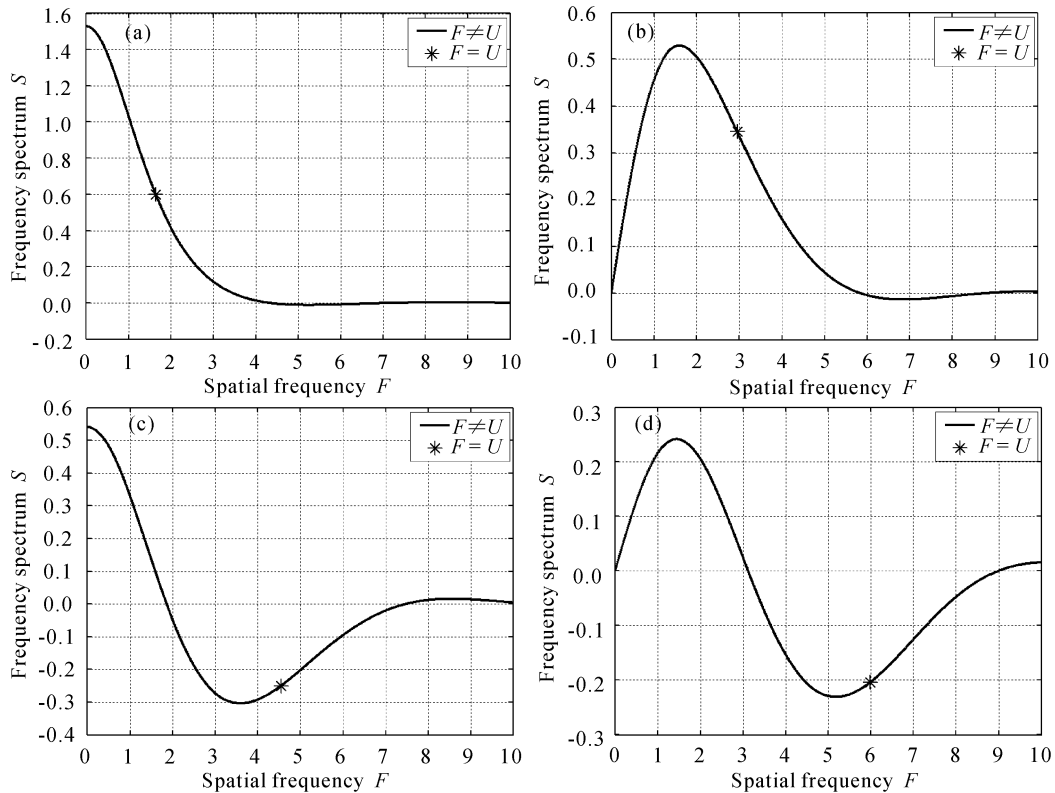 (a)
F≠U
F = U
1.6
1.4
1.2
1.0
0.8
0.6
0.4
0.2
0.0
-0.2
Frequency spectrum S
0 1 2 3 4 5 6 7 8 9 10
Spatial frequency F
(b)
F≠U
F = U
0.6
0.5
0.4
0.3
0.2
0.1
0.0
-0.1
Frequency spectrum S
0 1 2 3 4 5 6 7 8 9 10
Spatial frequency F
(c)
F≠U
F = U
0.6
0.5
0.4
0.3
0.2
0.1
0.0
-0.1
-0.2
-0.3
-0.4
Frequency spectrum S
0 1 2 3 4 5 6 7 8 9 10
Spatial frequency F
(d)
F≠U
F = U
0.3
0.2
0.1
0.0
-0.1
-0.2
-0.3
Frequency spectrum S
0 1 2 3 4 5 6 7 8 9 10
Spatial frequency F